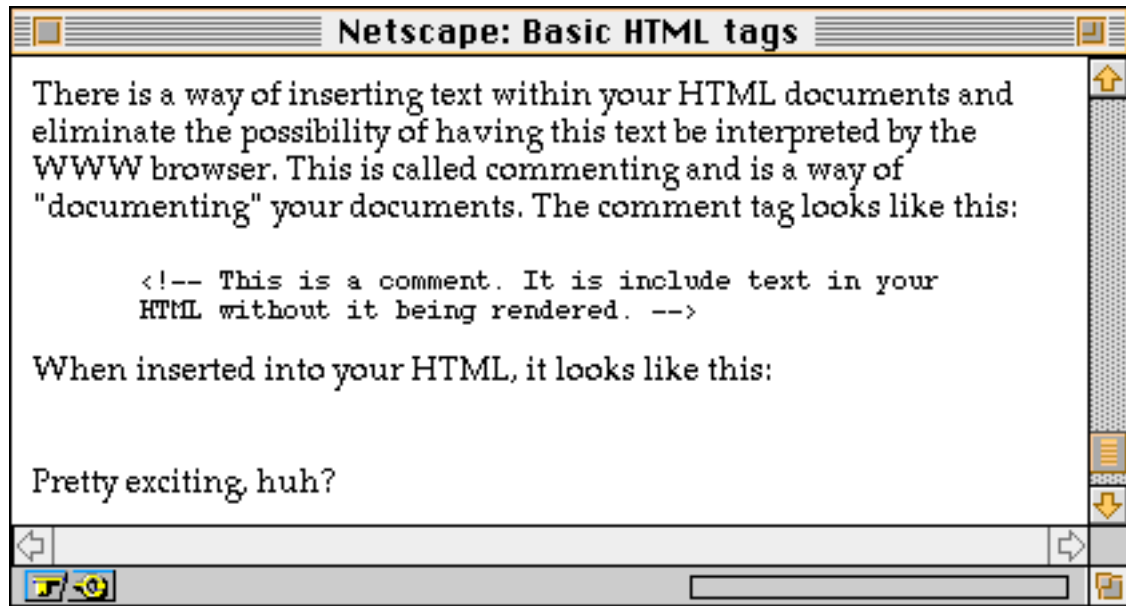 Netscape: Basic HTML tags
There is a way of inserting text within your HTML documents and
eliminate the possibility of having this text be interpreted by the
WWW browser. This is called commenting and is a way of
"documenting" your documents. The comment tag looks like this:
<!-- This is a comment. It is include text in your
HTML without it being rendered. -->
When inserted into your HTML, it looks like this:
Pretty exciting, huh?